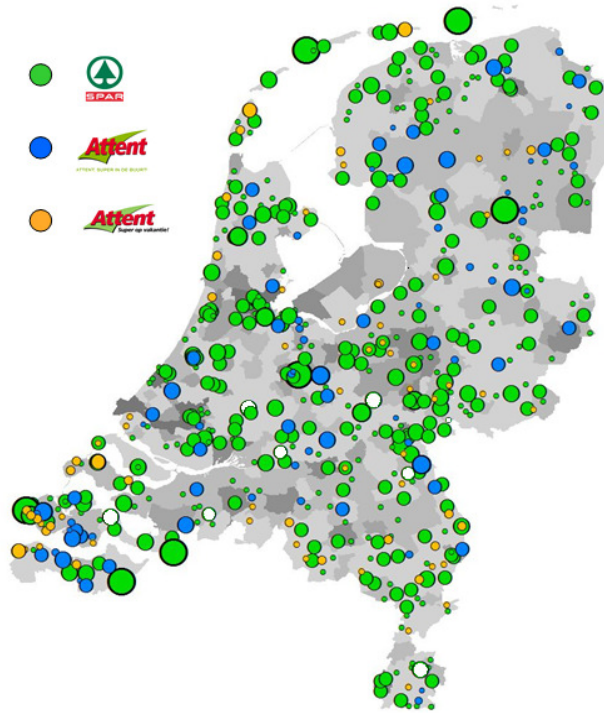 SPAR
Attent
ATTENT: SUPER IN DE BUURT!
Attent
Super op vakantie!